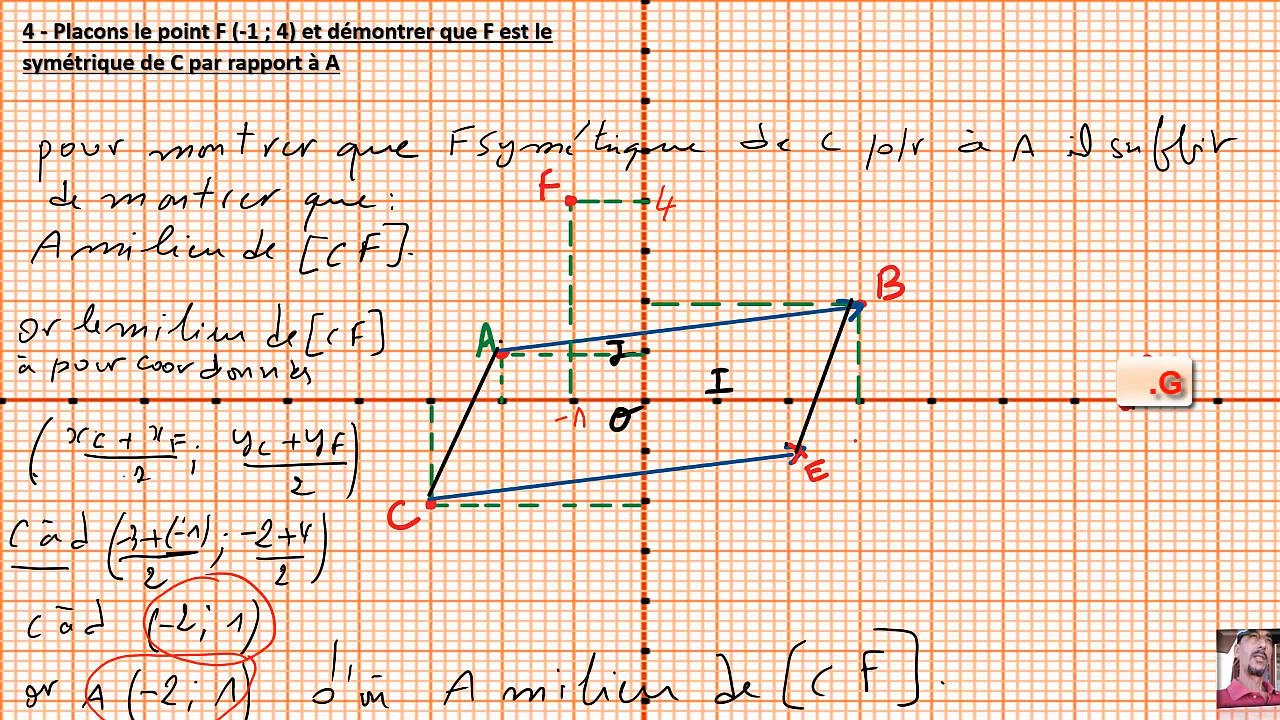 4 - Placons le point F (-1 ; 4) et démontrer que F est le
symétrique de C par rapport à A
pour montrer que F symétrique de C p/r à A il suffit
de montrer que :
A milieu de [CF].
or le milieu de [CF]
à pour coordonnés
( (xC + xF)/2 ; (yC + yF)/2 )
Càd ( (-3+(-1))/2 ; (-2+4)/2 )
Càd (-2 ; 1)
or A (-2 ; 1) d'où A milieu de [CF].
F
4
B
A
J
I
.G
-1
O
E
C